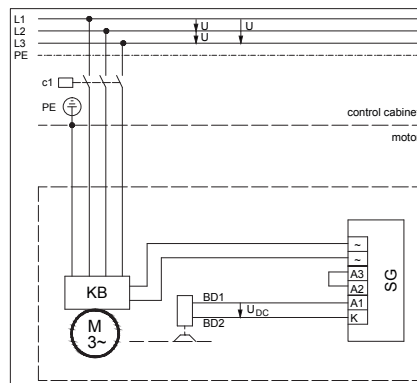 L1
L2
L3
PE
U
U
U
c1
PE
control cabine
moto
SG
~
~
A3
A2
A1
K
KB
M
3~
BD1
BD2
UDC